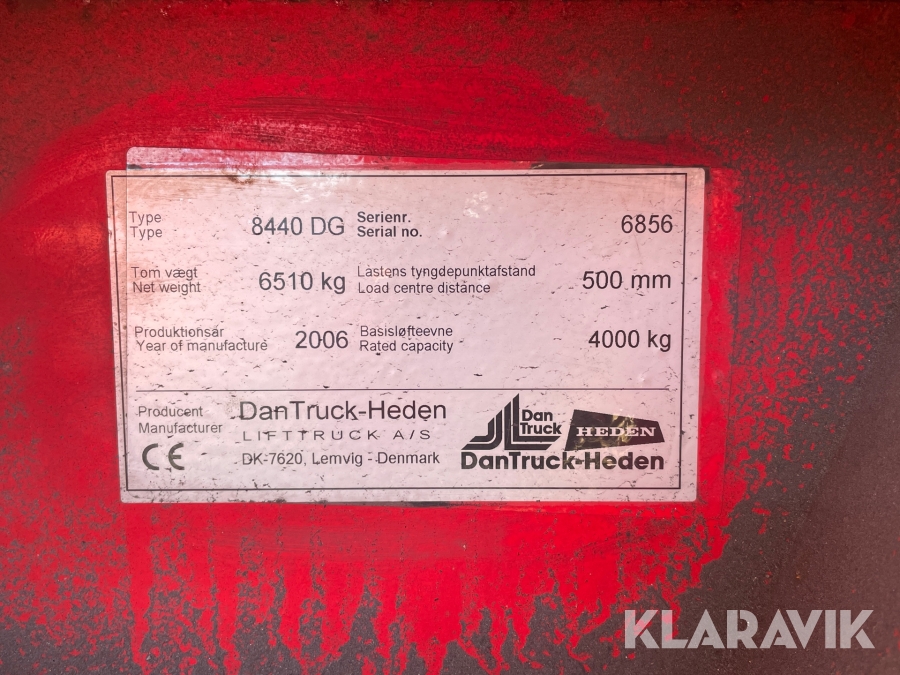 Type 8440 DG Serienr. 6856
Type Serial no.
Tom vægt 6510 kg Lastens tyngdepunktafstand 500 mm
Net weight Load centre distance
Produktionsår 2006 Basisløfteevne 4000 kg
Year of manufacture Rated capacity
Producent DanTruck-Heden
Manufacturer LIFTTRUCK A/S
CE DK-7620, Lemvig - Denmark
Dan
Truck
HEDEN
DanTruck-Heden
KLARAVIK